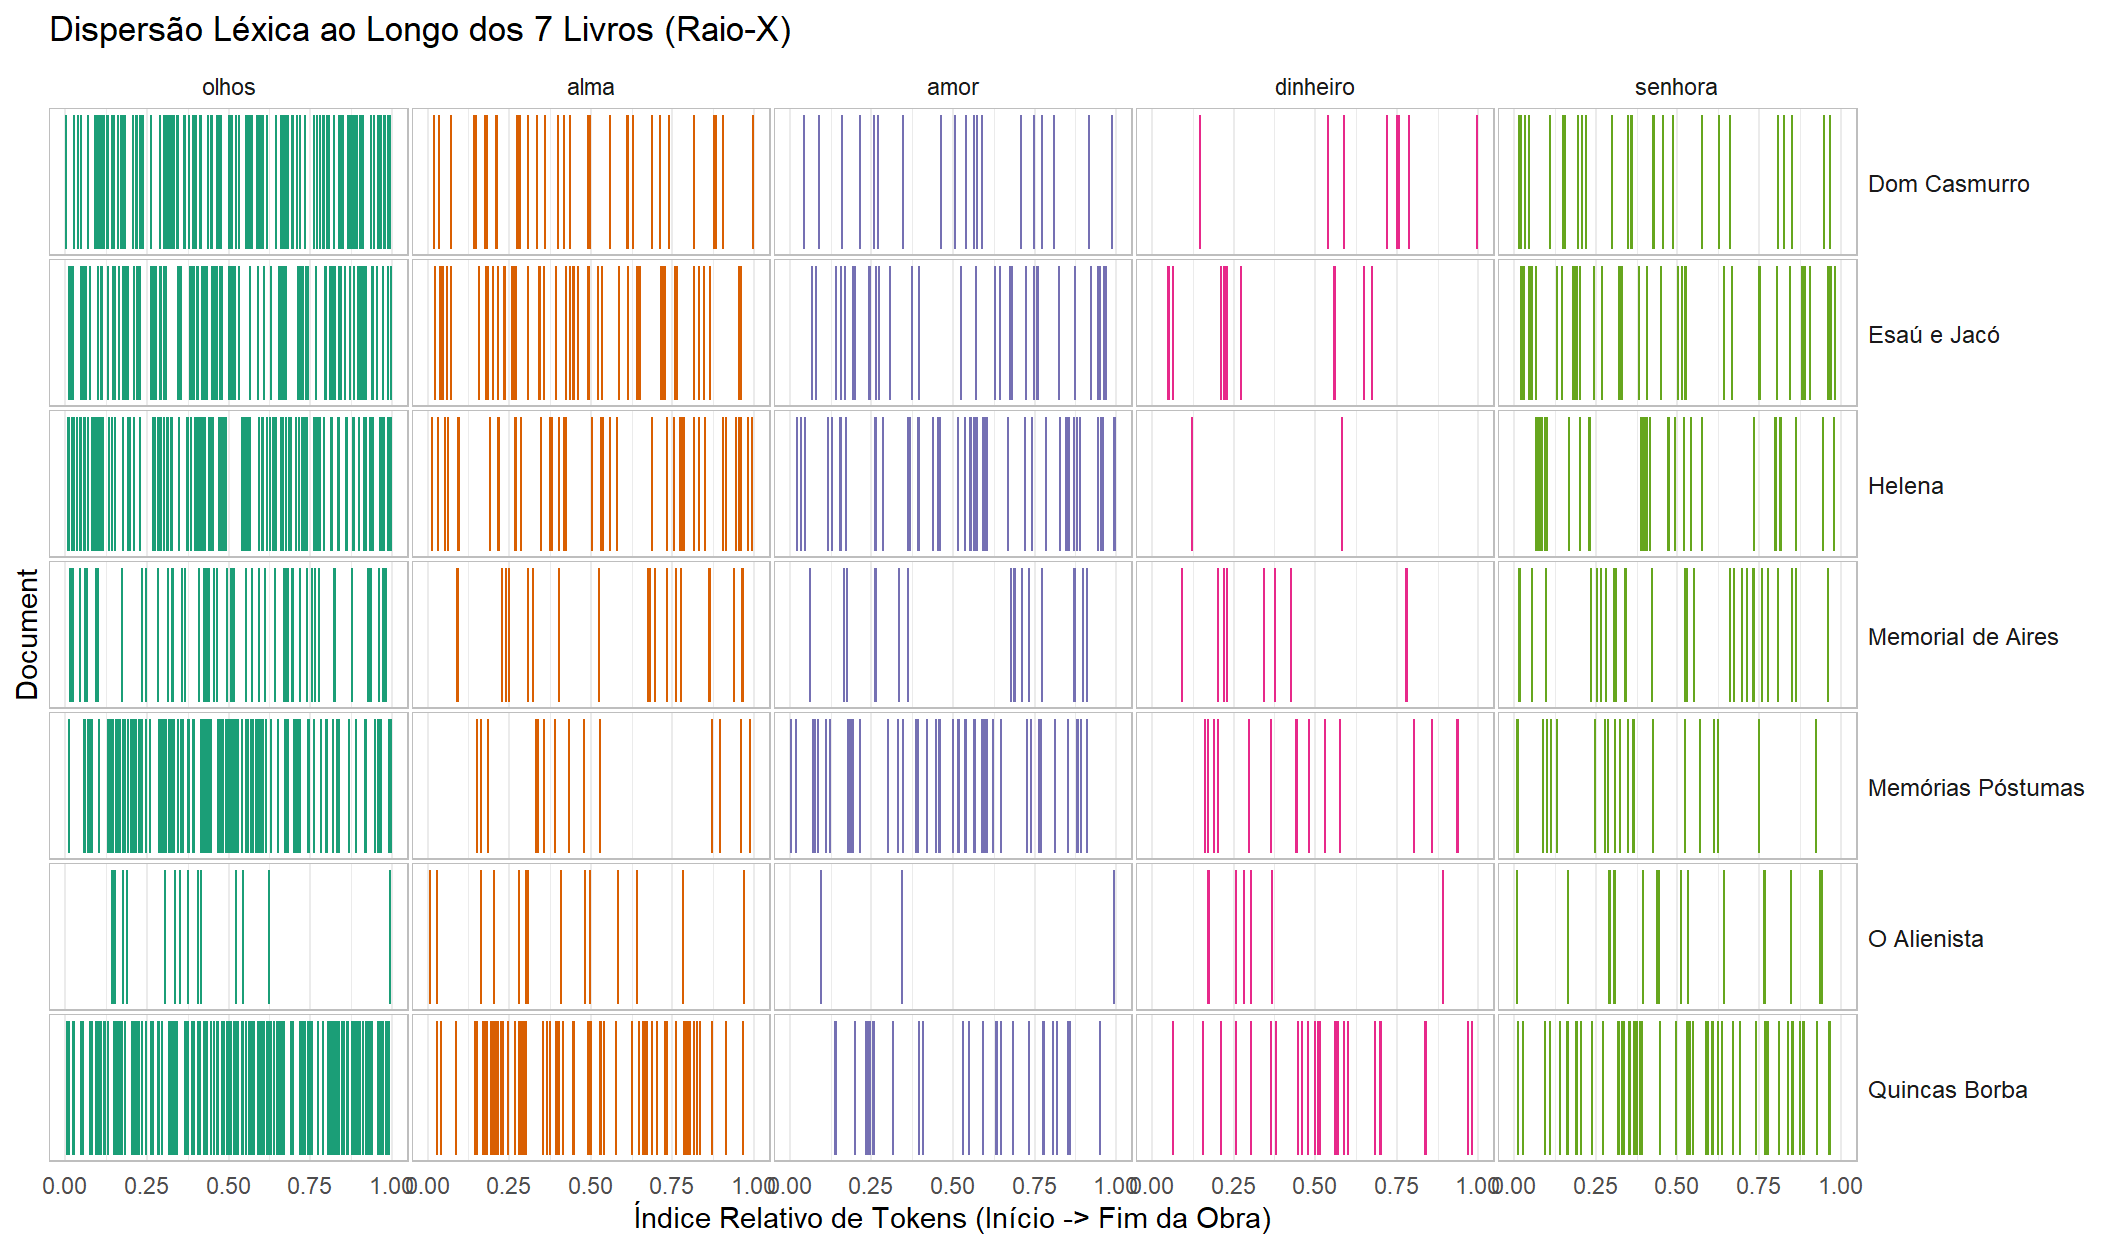 Dispersão Léxica ao Longo dos 7 Livros (Raio-X)
olhos alma amor dinheiro senhora
Dom Casmurro
Esaú e Jacó
Helena
Memorial de Aires
Memórias Póstumas
O Alienista
Quincas Borba
Document
0.00 0.25 0.50 0.75 1.00 0.00 0.25 0.50 0.75 1.00 0.00 0.25 0.50 0.75 1.00 0.00 0.25 0.50 0.75 1.00 0.00 0.25 0.50 0.75 1.00
Índice Relativo de Tokens (Início -> Fim da Obra)